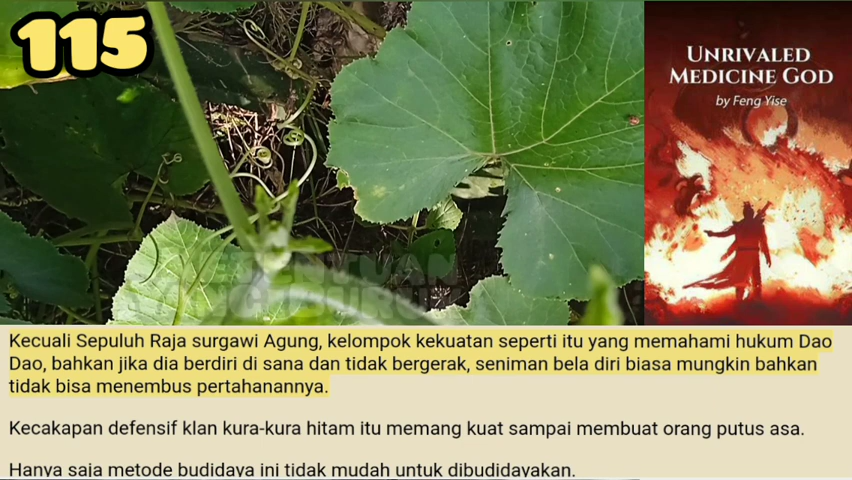 115
UNRIVALED
MEDICINE GOD
by Feng Yise
Kecuali Sepuluh Raja surgawi Agung, kelompok kekuatan seperti itu yang memahami hukum Dao
Dao, bahkan jika dia berdiri di sana dan tidak bergerak, seniman bela diri biasa mungkin bahkan
tidak bisa menembus pertahanannya.
Kecakapan defensif klan kura-kura hitam itu memang kuat sampai membuat orang putus asa.
Hanya saja metode budidaya ini tidak mudah untuk dibudidayakan.